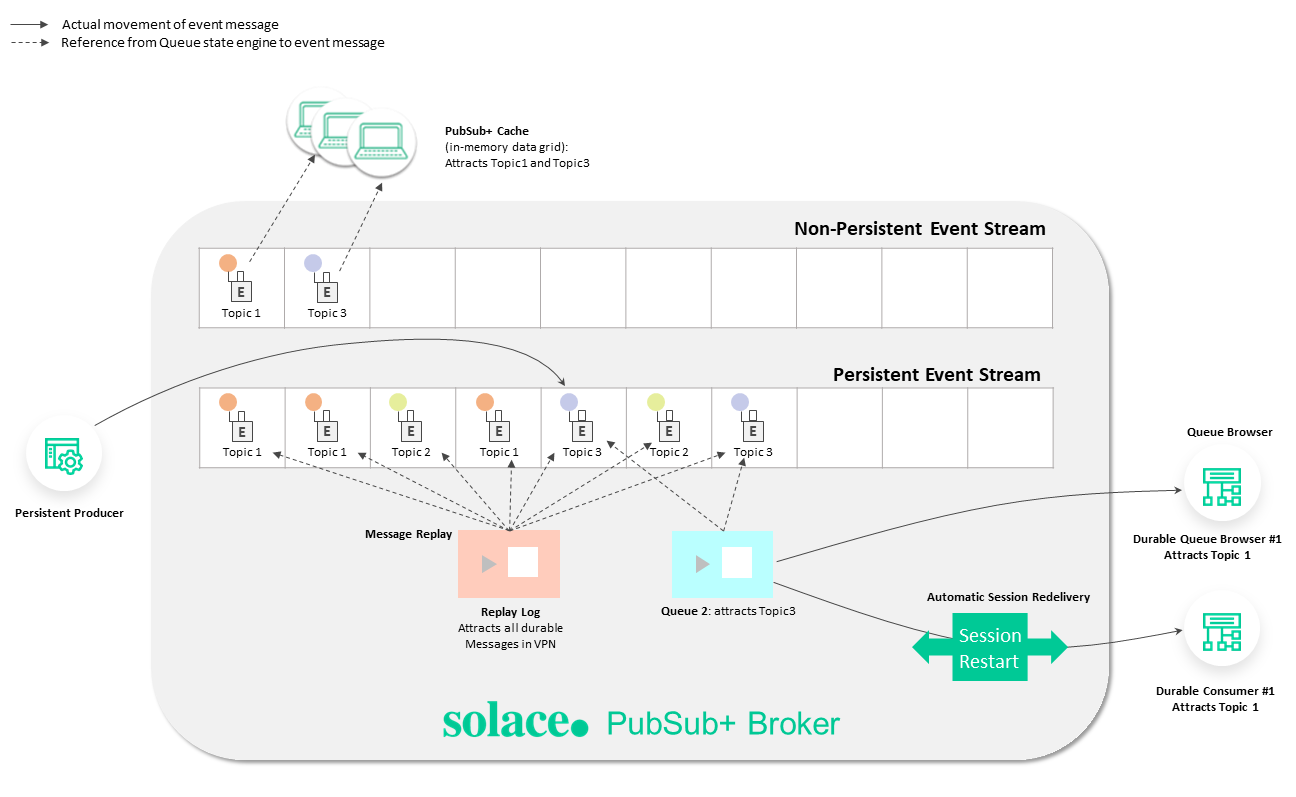 Actual movement of event message
Reference from Queue state engine to event message
PubSub+ Cache
(in-memory data grid):
Attracts Topic1 and Topic3
Non-Persistent Event Stream
E
E
Topic 1
Topic 3
Persistent Event Stream
E
E
E
E
E
E
E
Topic 1
Topic 1
Topic 2
Topic 1
Topic 3
Topic 2
Topic 3
Persistent Producer
Message Replay
Replay Log
Attracts all durable
Messages in VPN
Queue 2: attracts Topic3
Queue Browser
Durable Queue Browser #1
Attracts Topic 1
Automatic Session Redelivery
Session
Restart
Durable Consumer #1
Attracts Topic 1
solace. PubSub+ Broker